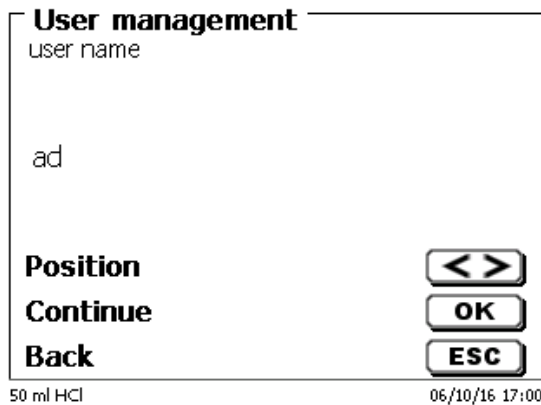 User management
user name
ad
Position < >
Continue OK
Back ESC
50 ml HCl 06/10/16 17:00